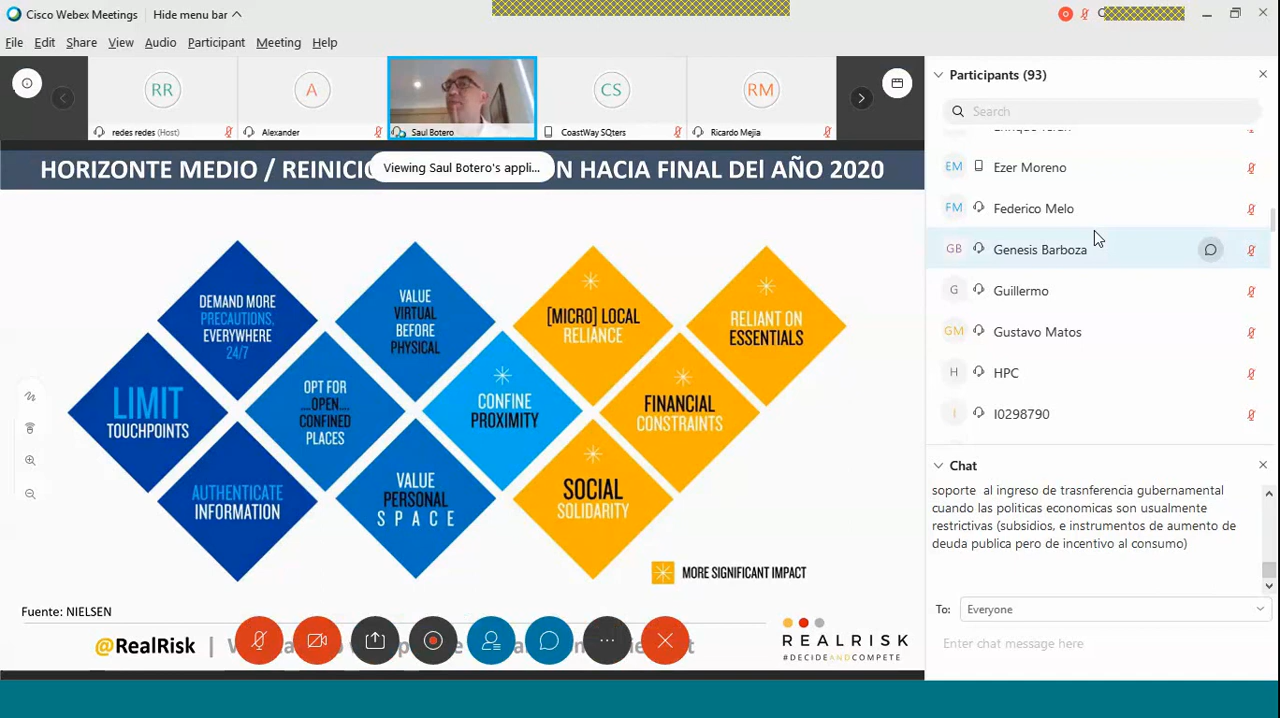 Cisco Webex Meetings
Hide menu bar
File Edit Share View Audio Participant Meeting Help
RR
redes redes (Host)
A
Alexander
Saul Botero
CS
CoastWay SQters
RM
Ricardo Mejia
Viewing Saul Botero's appli...
HORIZONTE MEDIO / REINICI
N HACIA FINAL DEl AÑO 2020
DEMAND MORE
PRECAUTIONS.
EVERYWHERE
24/7
VALUE
VIRTUAL
BEFORE
PHYSICAL
[MICRO] LOCAL
RELIANCE
RELIANT ON
ESSENTIALS
LIMIT
TOUCHPOINTS
OPT FOR
...OPEN...
CONFINED
PLACES
CONFINE
PROXIMITY
FINANCIAL
CONSTRAINTS
AUTHENTICATE
INFORMATION
VALUE
PERSONAL
S P A C E
SOCIAL
SOLIDARITY
MORE SIGNIFICANT IMPACT
Fuente: NIELSEN
@RealRisk |
REALRISK
#DECIDEANDCOMPETE
Participants (93)
Search
EM Ezer Moreno
FM Federico Melo
GB Genesis Barboza
G Guillermo
GM Gustavo Matos
H HPC
I I0298790
Chat
soporte al ingreso de trasnferencia gubernamental
cuando las politicas economicas son usualmente
restrictivas (subsidios, e instrumentos de aumento de
deuda publica pero de incentivo al consumo)
To: Everyone
Enter chat message here